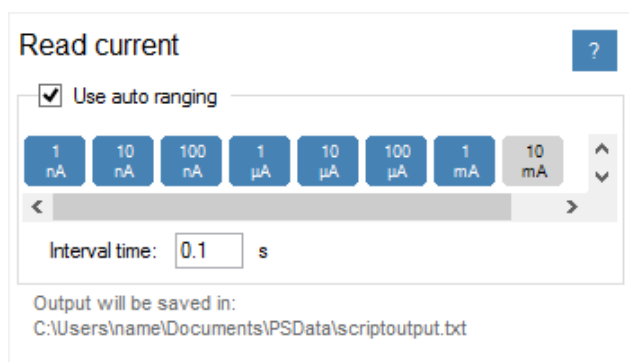 Read current
?
Use auto ranging
1 nA
10 nA
100 nA
1 µA
10 µA
100 µA
1 mA
10 mA
Interval time: 0.1 s
Output will be saved in:
C:\Users\name\Documents\PSData\scriptoutput.txt